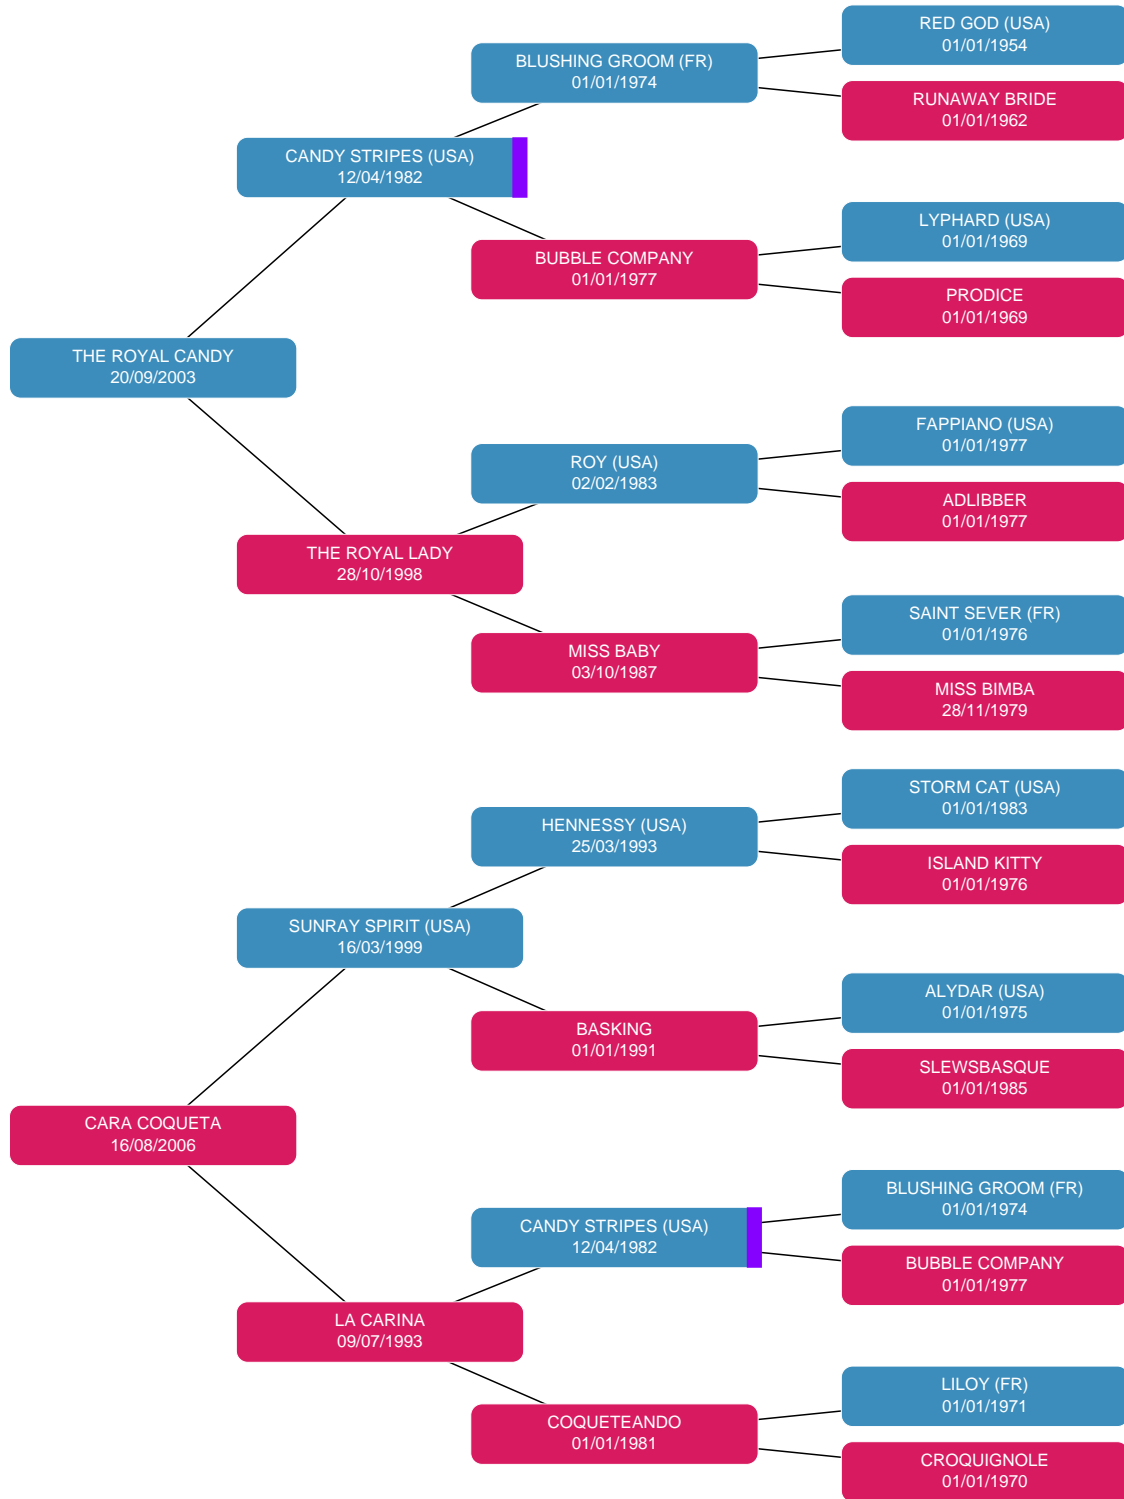 RED GOD (USA)
01/01/1954
BLUSHING GROOM (FR)
01/01/1974
RUNAWAY BRIDE
01/01/1962
CANDY STRIPES (USA)
12/04/1982
LYPHARD (USA)
01/01/1969
BUBBLE COMPANY
01/01/1977
PRODICE
01/01/1969
THE ROYAL CANDY
20/09/2003
FAPPIANO (USA)
01/01/1977
ROY (USA)
02/02/1983
ADLIBBER
01/01/1977
THE ROYAL LADY
28/10/1998
SAINT SEVER (FR)
01/01/1976
MISS BABY
03/10/1987
MISS BIMBA
28/11/1979
STORM CAT (USA)
01/01/1983
HENNESSY (USA)
25/03/1993
ISLAND KITTY
01/01/1976
SUNRAY SPIRIT (USA)
16/03/1999
ALYDAR (USA)
01/01/1975
BASKING
01/01/1991
SLEWSBASQUE
01/01/1985
CARA COQUETA
16/08/2006
BLUSHING GROOM (FR)
01/01/1974
CANDY STRIPES (USA)
12/04/1982
BUBBLE COMPANY
01/01/1977
LA CARINA
09/07/1993
LILOY (FR)
01/01/1971
COQUETEANDO
01/01/1981
CROQUIGNOLE
01/01/1970